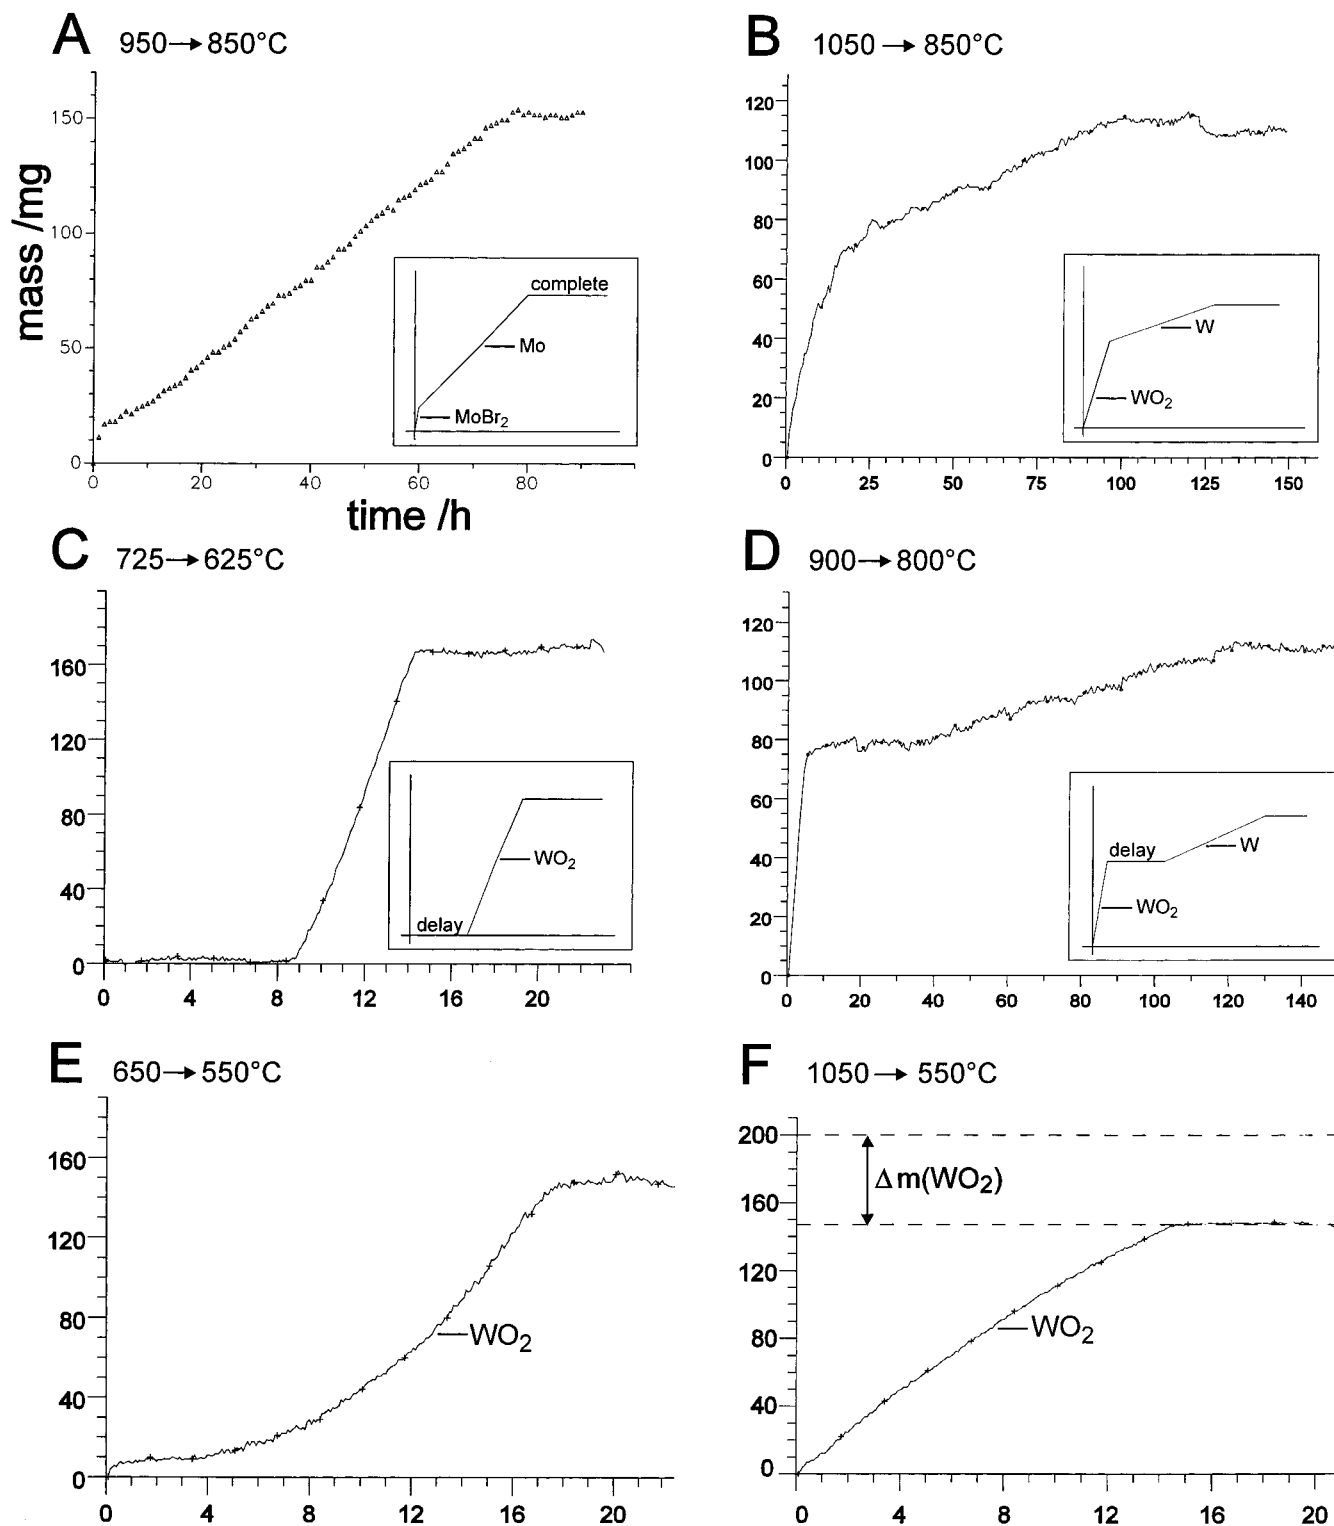 A 950→850°C
mass /mg
150
100
50
0
0 20 40 60 80
time /h
complete
Mo
MoBr₂
B 1050→850°C
120
100
80
60
40
20
0
0 25 50 75 100 125 150
W
WO₂
C 725→625°C
160
120
80
40
0
0 4 8 12 16 20
WO₂
delay
D 900→800°C
120
100
80
60
40
20
0
0 20 40 60 80 100 120 140
delay
W
WO₂
E 650→550°C
160
120
80
40
0
0 4 8 12 16 20
WO₂
F 1050→550°C
200
160
120
80
40
0
0 4 8 12 16 20
Δm(WO₂)
WO₂